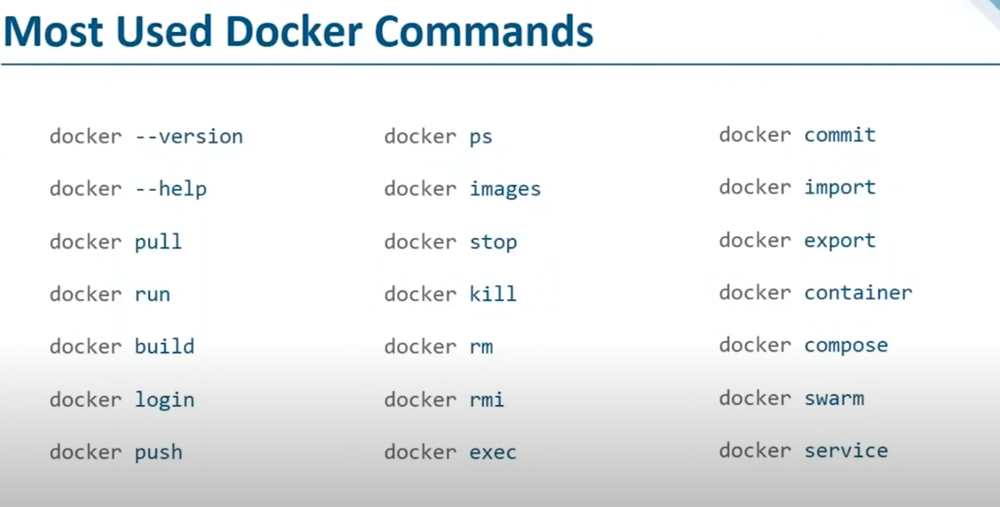 Most Used Docker Commands
docker --version
docker --help
docker pull
docker run
docker build
docker login
docker push
docker ps
docker images
docker stop
docker kill
docker rm
docker rmi
docker exec
docker commit
docker import
docker export
docker container
docker compose
docker swarm
docker service